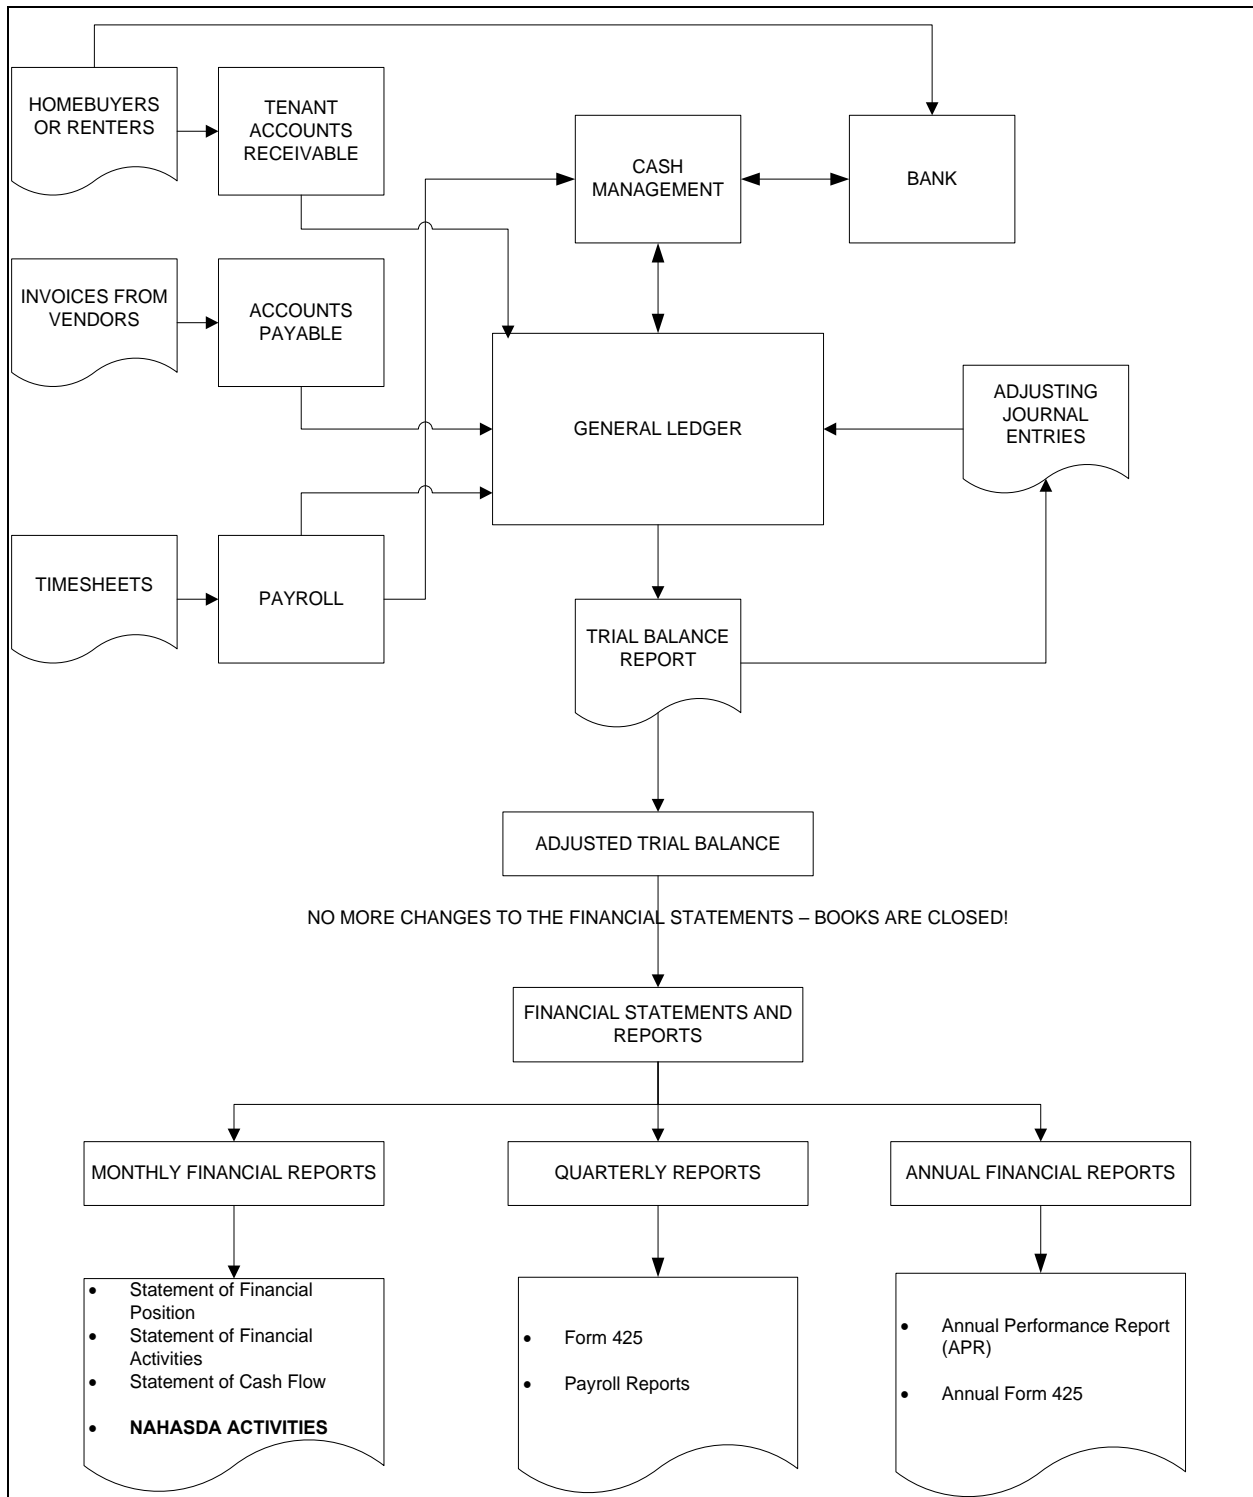 HOMEBUYERS
OR RENTERS
TENANT
ACCOUNTS
RECEIVABLE
CASH
MANAGEMENT
BANK
INVOICES FROM
VENDORS
ACCOUNTS
PAYABLE
GENERAL LEDGER
ADJUSTING
JOURNAL
ENTRIES
TIMESHEETS
PAYROLL
TRIAL BALANCE
REPORT
ADJUSTED TRIAL BALANCE
NO MORE CHANGES TO THE FINANCIAL STATEMENTS – BOOKS ARE CLOSED!
FINANCIAL STATEMENTS AND
REPORTS
MONTHLY FINANCIAL REPORTS
QUARTERLY REPORTS
ANNUAL FINANCIAL REPORTS
• Statement of Financial
Position
• Statement of Financial
Activities
• Statement of Cash Flow
• NAHASDA ACTIVITIES
• Form 425
• Payroll Reports
• Annual Performance Report
(APR)
• Annual Form 425